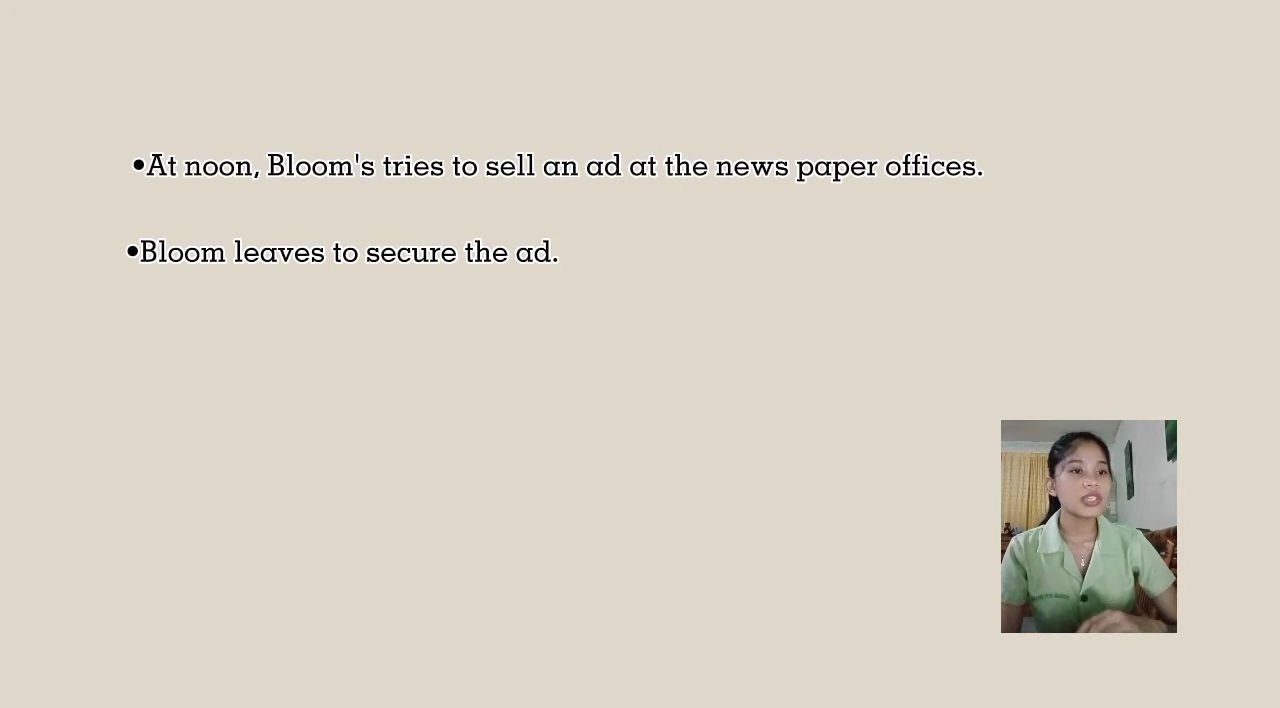 •At noon, Bloom's tries to sell an ad at the news paper offices.
•Bloom leaves to secure the ad.